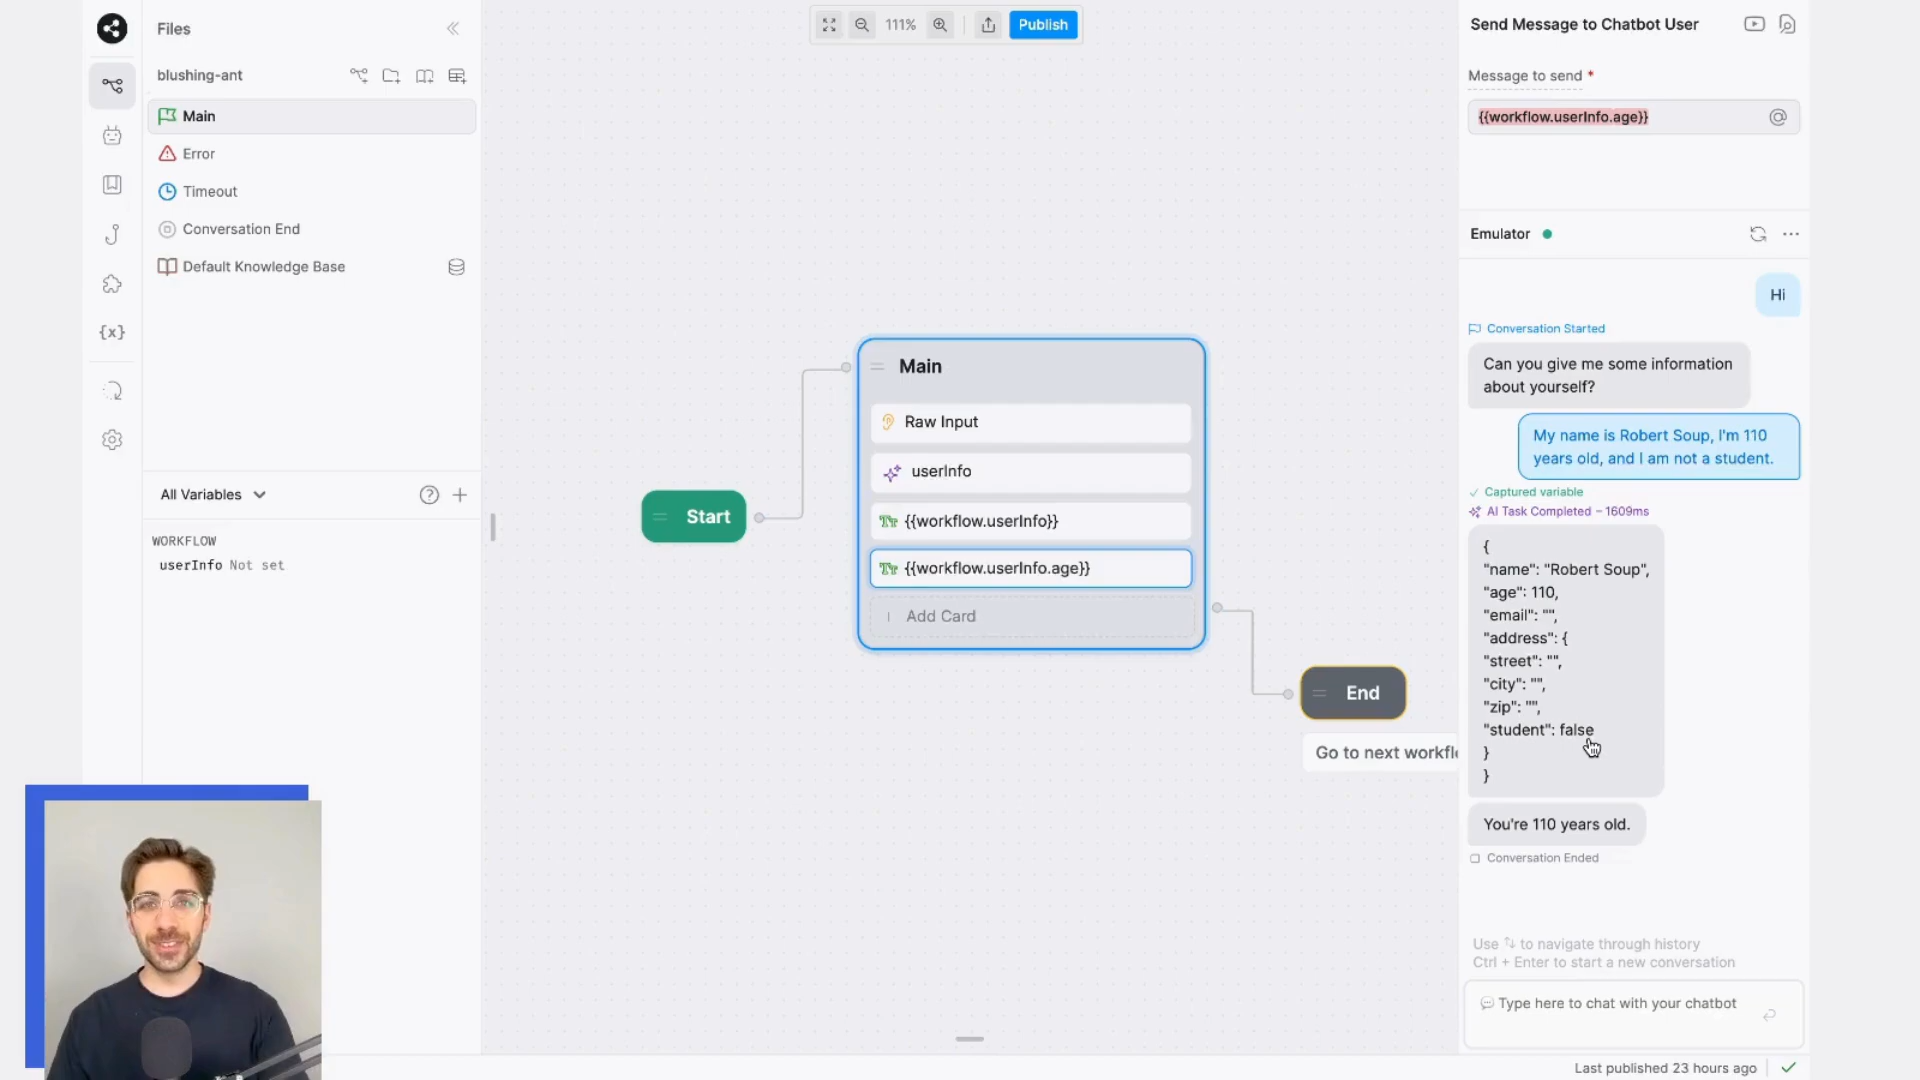 Files
blushing-ant
Main
Error
Timeout
Conversation End
Default Knowledge Base
{x}
All Variables
WORKFLOW
userInfo Not set
111%
Publish
Start
Main
Raw Input
userInfo
{{workflow.userInfo}}
{{workflow.userInfo.age}}
Add Card
End
Go to next workfl
Send Message to Chatbot User
Message to send *
{{workflow.userInfo.age}}
Emulator
Hi
Conversation Started
Can you give me some information
about yourself?
My name is Robert Soup, I'm 110
years old, and I am not a student.
Captured variable
AI Task Completed – 1609ms
{
"name": "Robert Soup",
"age": 110,
"email": "",
"address": {
"street": "",
"city": "",
"zip": "",
"student": false
}
}
You're 110 years old.
Conversation Ended
Use ↑↓ to navigate through history
Ctrl + Enter to start a new conversation
Type here to chat with your chatbot
Last published 23 hours ago